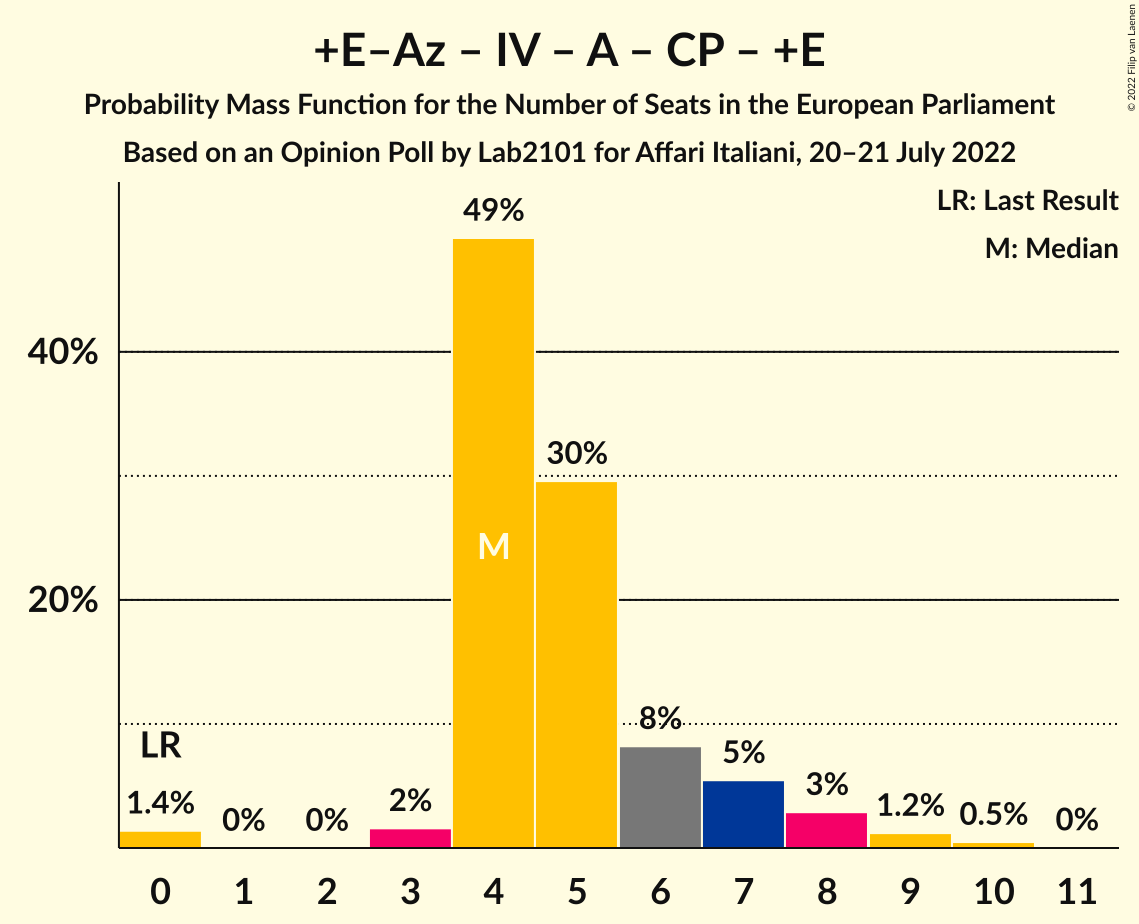 +E–Az – IV – A – CP – +E
Probability Mass Function for the Number of Seats in the European Parliament
Based on an Opinion Poll by Lab2101 for Affari Italiani, 20–21 July 2022
© 2022 Filip van Laenen
LR: Last Result
M: Median
49%
40%
30%
M
20%
8%
LR
5%
3%
2%
1.4%
0%
0%
1.2%
0.5%
0%
0 1 2 3 4 5 6 7 8 9 10 11